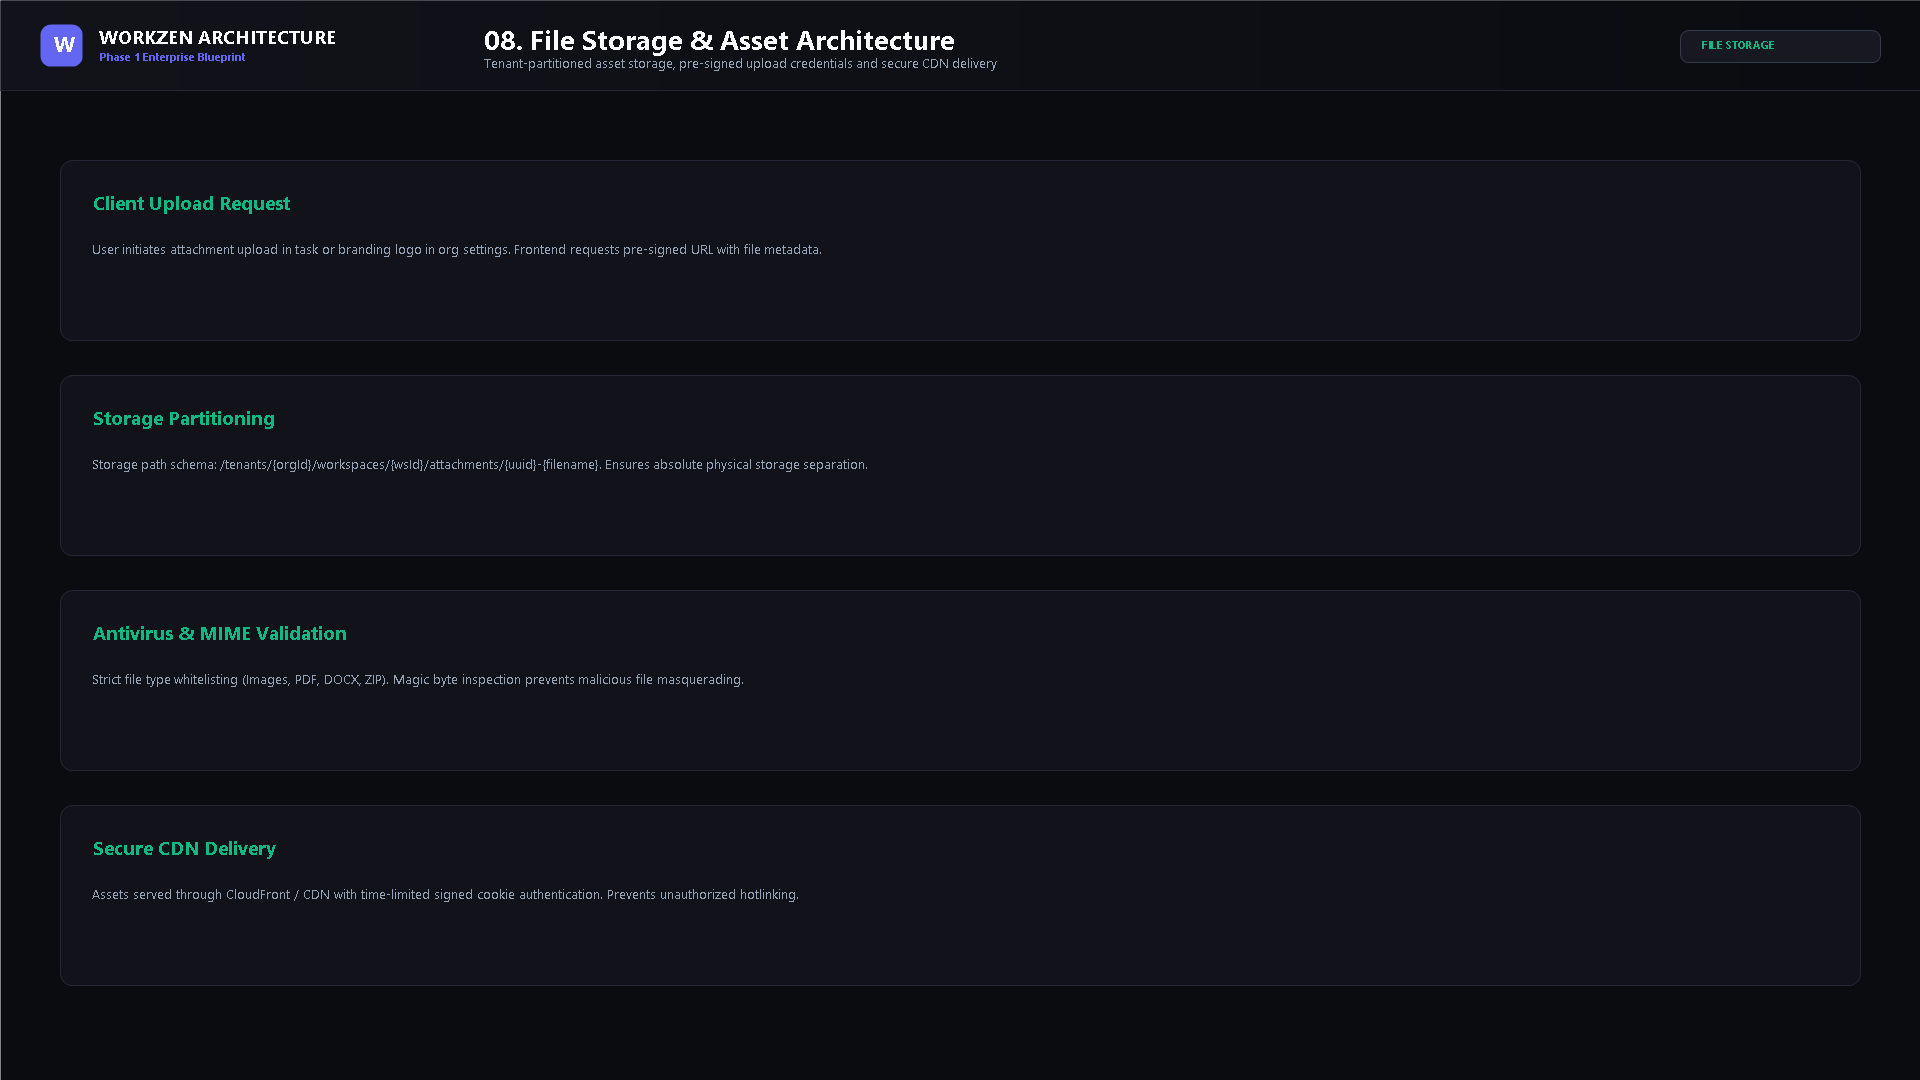 W
WORKZEN ARCHITECTURE
Phase 1 Enterprise Blueprint
08. File Storage & Asset Architecture
Tenant-partitioned asset storage, pre-signed upload credentials and secure CDN delivery
FILE STORAGE
Client Upload Request
User initiates attachment upload in task or branding logo in org settings. Frontend requests pre-signed URL with file metadata.
Storage Partitioning
Storage path schema: /tenants/{orgId}/workspaces/{wsId}/attachments/{uuid}-{filename}. Ensures absolute physical storage separation.
Antivirus & MIME Validation
Strict file type whitelisting (Images, PDF, DOCX, ZIP). Magic byte inspection prevents malicious file masquerading.
Secure CDN Delivery
Assets served through CloudFront / CDN with time-limited signed cookie authentication. Prevents unauthorized hotlinking.